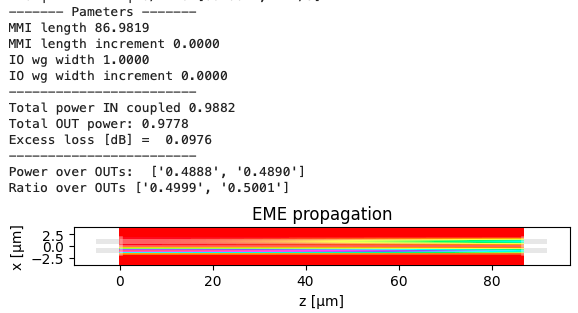 ------- Pameters -------
MMI length 86.9819
MMI length increment 0.0000
IO wg width 1.0000
IO wg width increment 0.0000
------------------------
Total power IN coupled 0.9882
Total OUT power: 0.9778
Excess loss [dB] =  0.0976
------------------------
Power over OUTs:  ['0.4888', '0.4890']
Ratio over OUTs ['0.4999', '0.5001']
EME propagation
x [μm]
2.5
0.0
−2.5
0
20
40
60
80
z [μm]